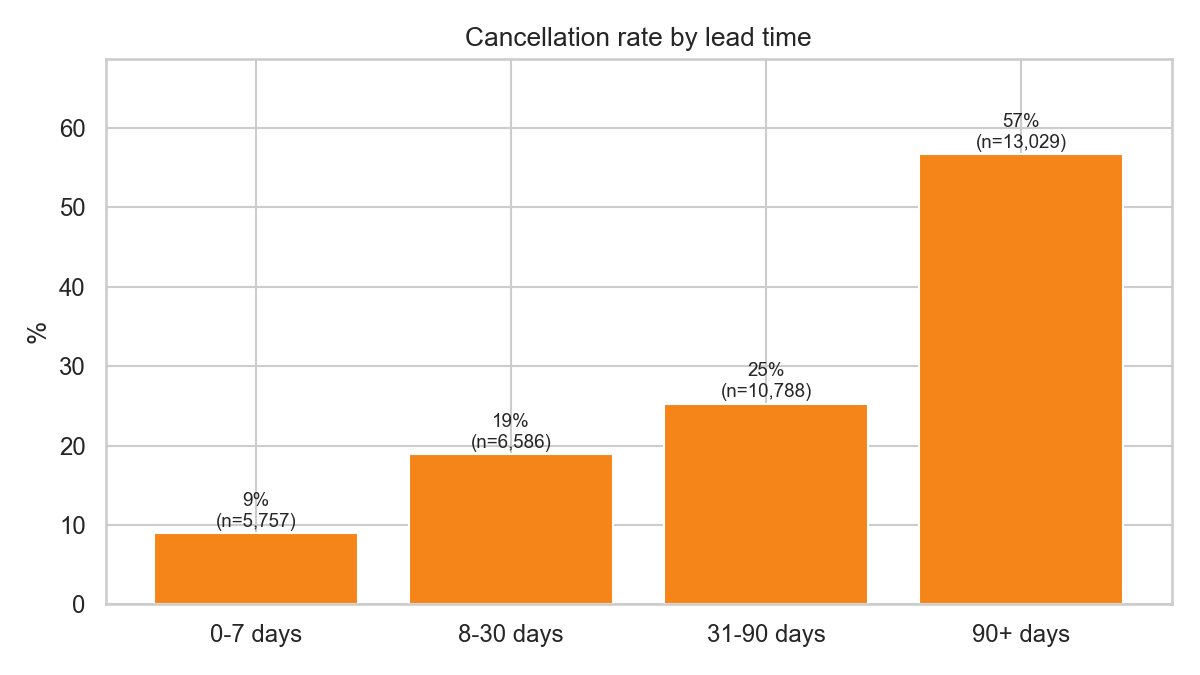 Cancellation rate by lead time
%
60
50
40
30
20
10
0
57%
(n=13,029)
25%
(n=10,788)
19%
(n=6,586)
9%
(n=5,757)
0-7 days
8-30 days
31-90 days
90+ days